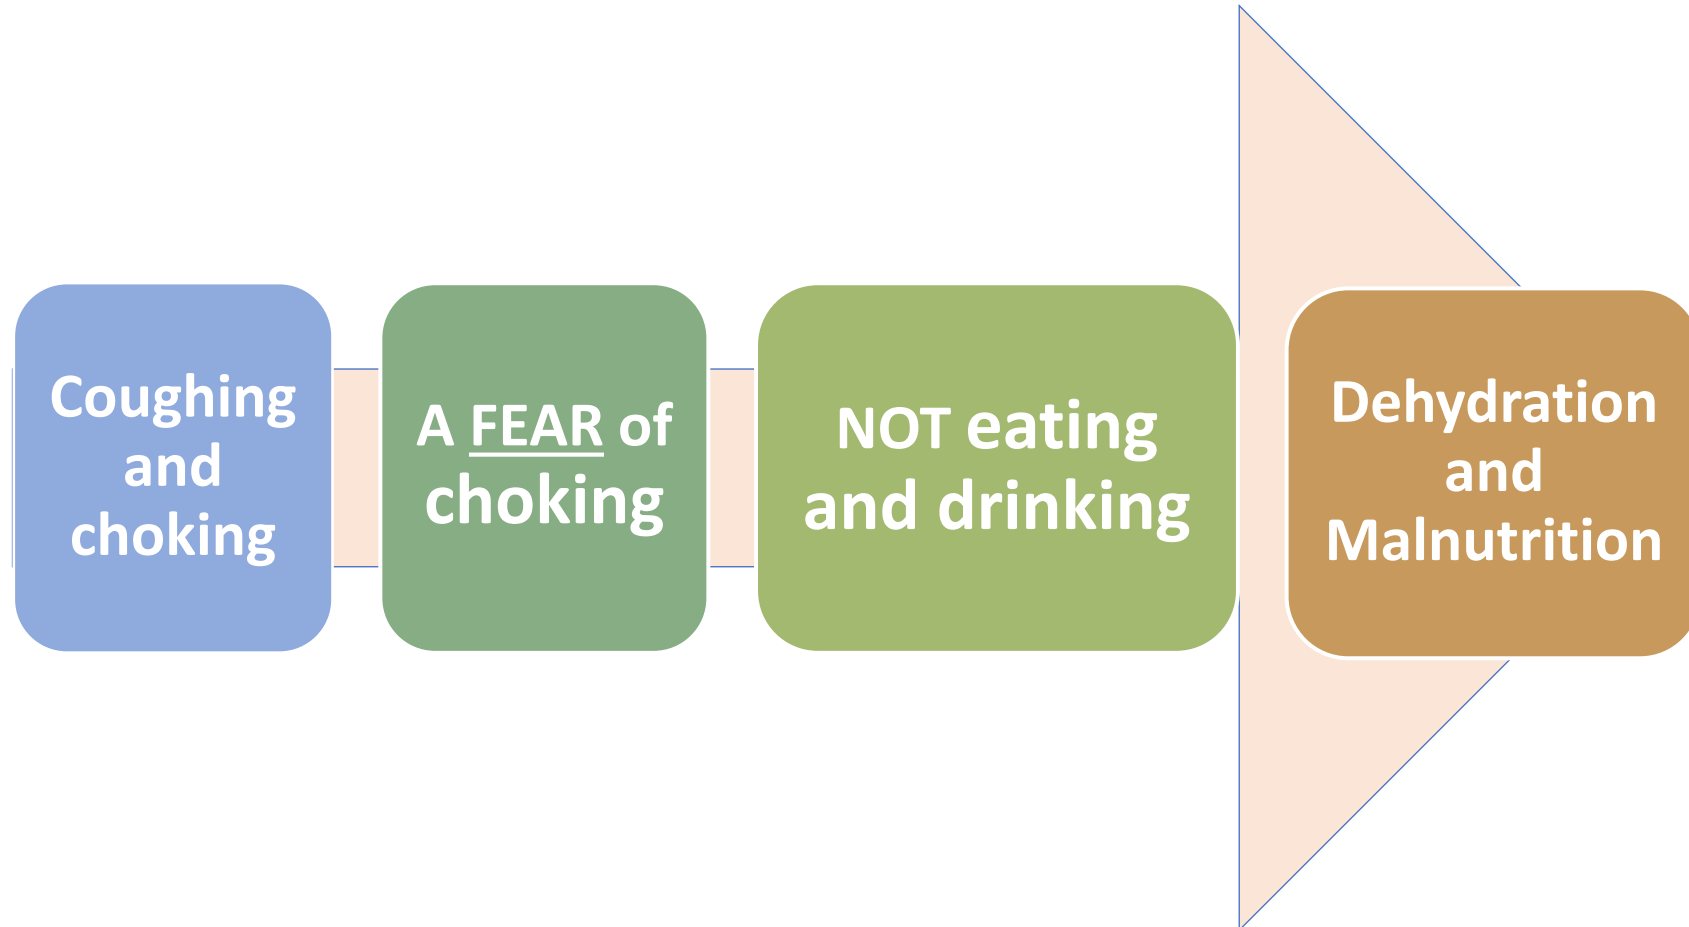 Coughing
and
choking
A FEAR of
choking
NOT eating
and drinking
Dehydration
and
Malnutrition